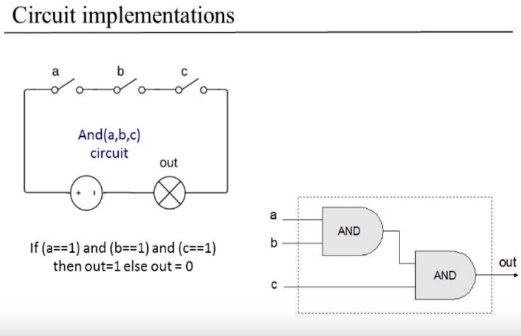 Circuit implementations
a b c
And(a,b,c)
circuit
out
+ -
If (a==1) and (b==1) and (c==1)
then out=1 else out = 0
a
b
c
AND
AND
out